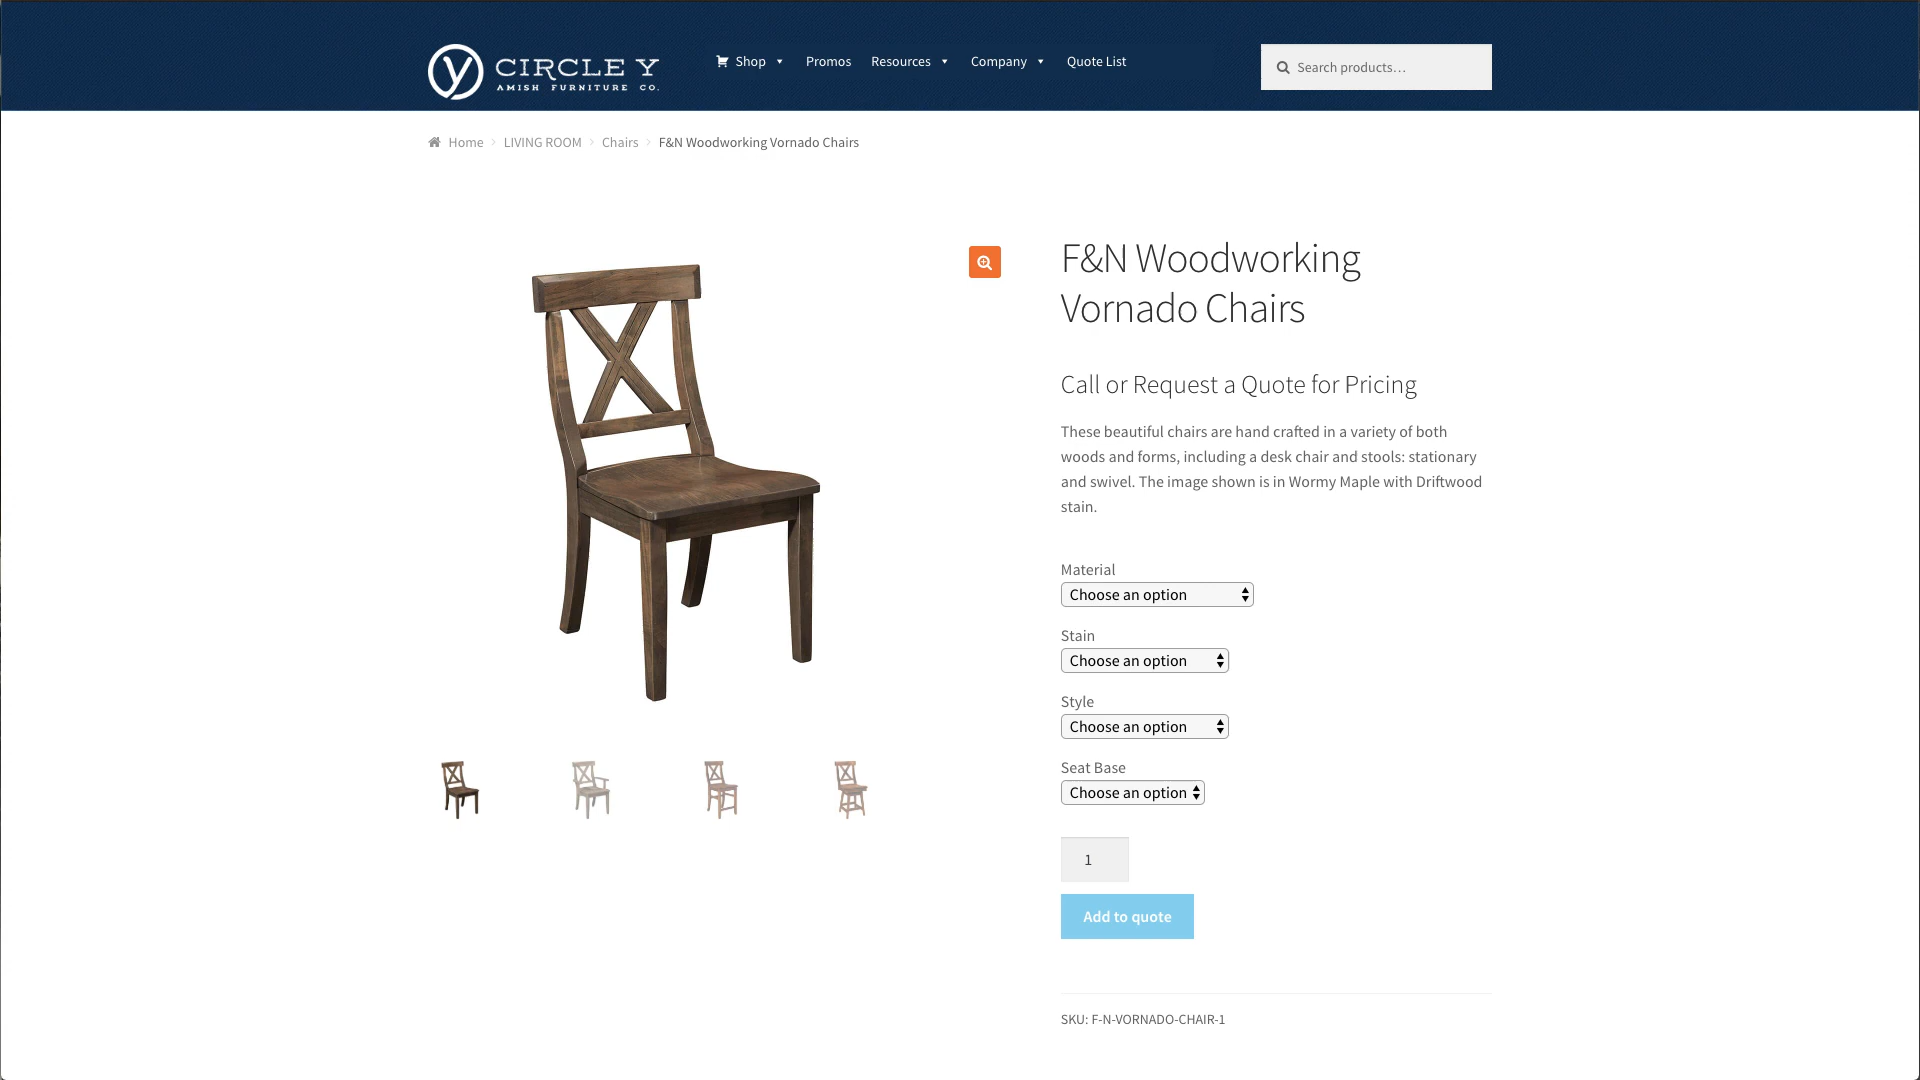 CIRCLE Y
AMISH FURNITURE CO.
Shop
Promos
Resources
Company
Quote List
Search products…
Home
LIVING ROOM
Chairs
F&N Woodworking Vornado Chairs
F&N Woodworking
Vornado Chairs
Call or Request a Quote for Pricing
These beautiful chairs are hand crafted in a variety of both
woods and forms, including a desk chair and stools: stationary
and swivel. The image shown is in Wormy Maple with Driftwood
stain.
Material
Choose an option
Stain
Choose an option
Style
Choose an option
Seat Base
Choose an option
1
Add to quote
SKU: F-N-VORNADO-CHAIR-1